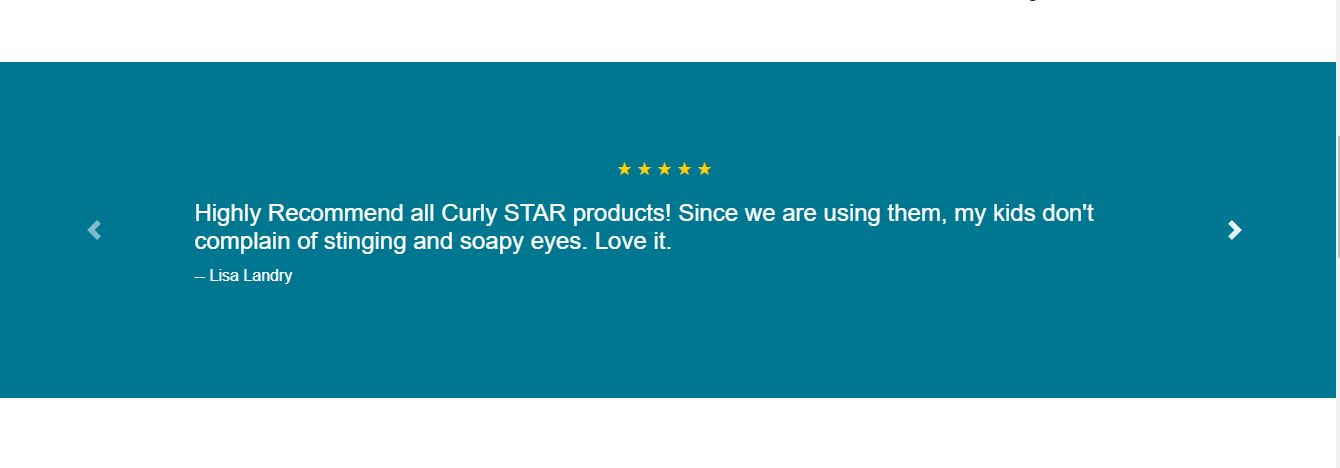 ★★★★★
Highly Recommend all Curly STAR products! Since we are using them, my kids don't
complain of stinging and soapy eyes. Love it.
-- Lisa Landry